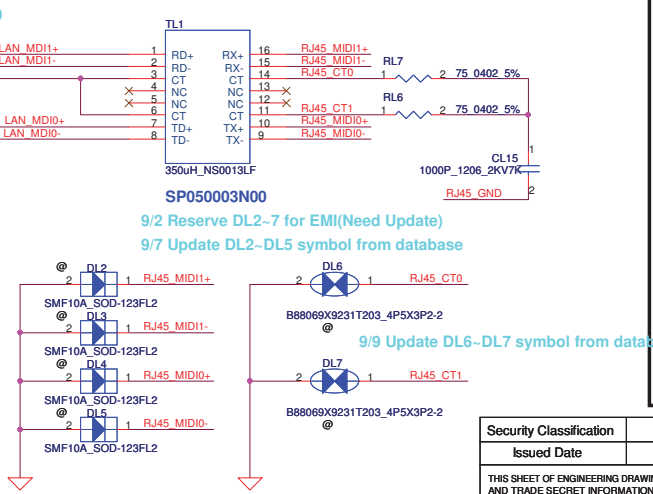 TL1
LAN_MDI1+ 1 RD+ RX+ 16 RJ45_MIDI1+
LAN_MDI1- 2 RD- RX- 15 RJ45_MIDI1-
3 CT CT 14 RJ45_CT0
4 NC NC 13
5 NC NC 12
6 CT CT 11 RJ45_CT1
LAN_MDI0+ 7 TD+ TX+ 10 RJ45_MIDI0+
LAN_MDI0- 8 TD- TX- 9 RJ45_MIDI0-
350uH_NS0013LF
SP050003N00
RL7
1 2 75_0402_5%
RL6
1 2 75_0402_5%
1
CL15
1000P_1206_2KV7K
2
RJ45_GND
9/2 Reserve DL2~7 for EMI(Need Update)
9/7 Update DL2~DL5 symbol from database
@ DL2
2 1 RJ45_MIDI1+
SMF10A_SOD-123FL2
@ DL3
2 1 RJ45_MIDI1-
SMF10A_SOD-123FL2
@ DL4
2 1 RJ45_MIDI0+
SMF10A_SOD-123FL2
@ DL5
2 1 RJ45_MIDI0-
SMF10A_SOD-123FL2
DL6
2 1 RJ45_CT0
B88069X9231T203_4P5X3P2-2
@
9/9 Update DL6~DL7 symbol from datab
DL7
2 1 RJ45_CT1
B88069X9231T203_4P5X3P2-2
@
Security Classification
Issued Date
THIS SHEET OF ENGINEERING DRAWIN
AND TRADE SECRET INFORMATION